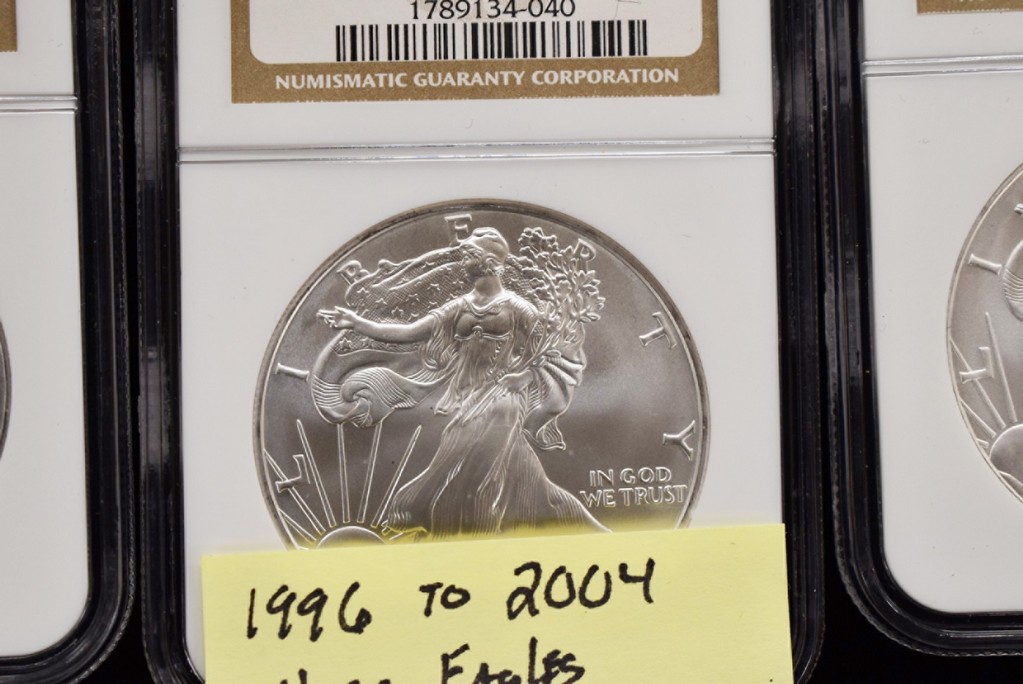 1789134-040
NUMISMATIC GUARANTY CORPORATION
LIBERTY
IN GOD
WE TRUST
L I
1996 TO 2004
EAGLES